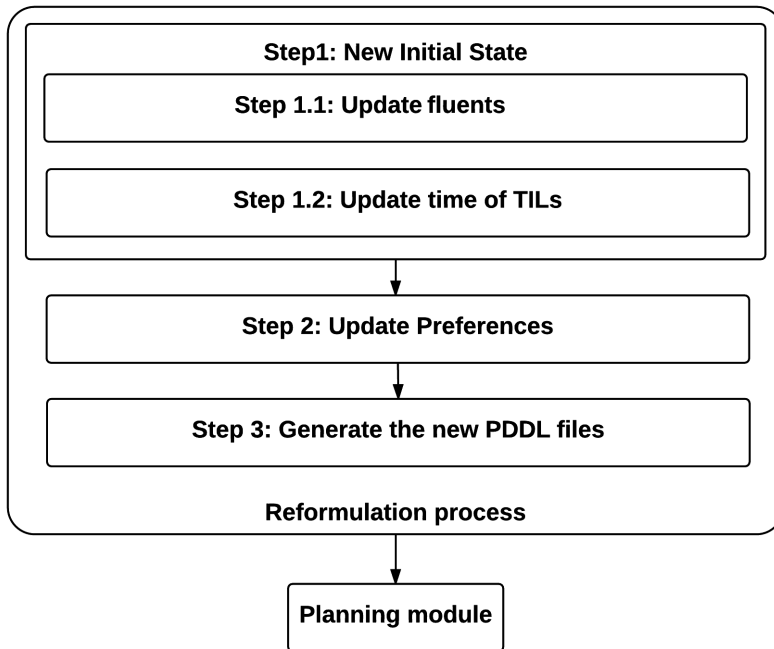 Step1: New Initial State
Step 1.1: Update fluents
Step 1.2: Update time of TILs
Step 2: Update Preferences
Step 3: Generate the new PDDL files
Reformulation process
Planning module